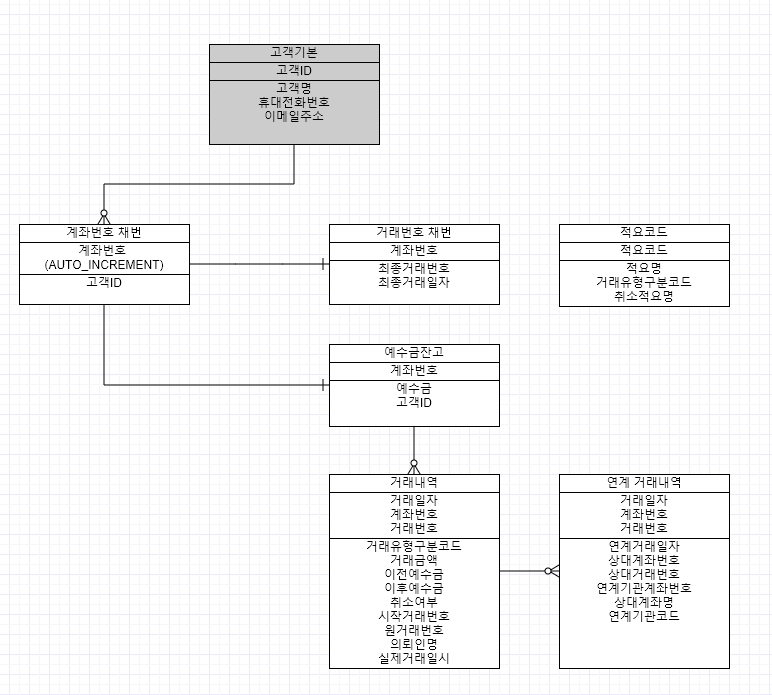 고객기본
고객ID
고객명
휴대전화번호
이메일주소
계좌번호 채번
계좌번호
(AUTO_INCREMENT)
고객ID
거래번호 채번
계좌번호
최종거래번호
최종거래일자
적요코드
적요코드
적요명
거래유형구분코드
취소적요명
예수금잔고
계좌번호
예수금
고객ID
거래내역
거래일자
계좌번호
거래번호
거래유형구분코드
거래금액
이전예수금
이후예수금
취소여부
시작거래번호
원거래번호
의뢰인명
실제거래일시
연계 거래내역
거래일자
계좌번호
거래번호
연계거래일자
상대계좌번호
상대거래번호
연계기관계좌번호
상대계좌명
연계기관코드